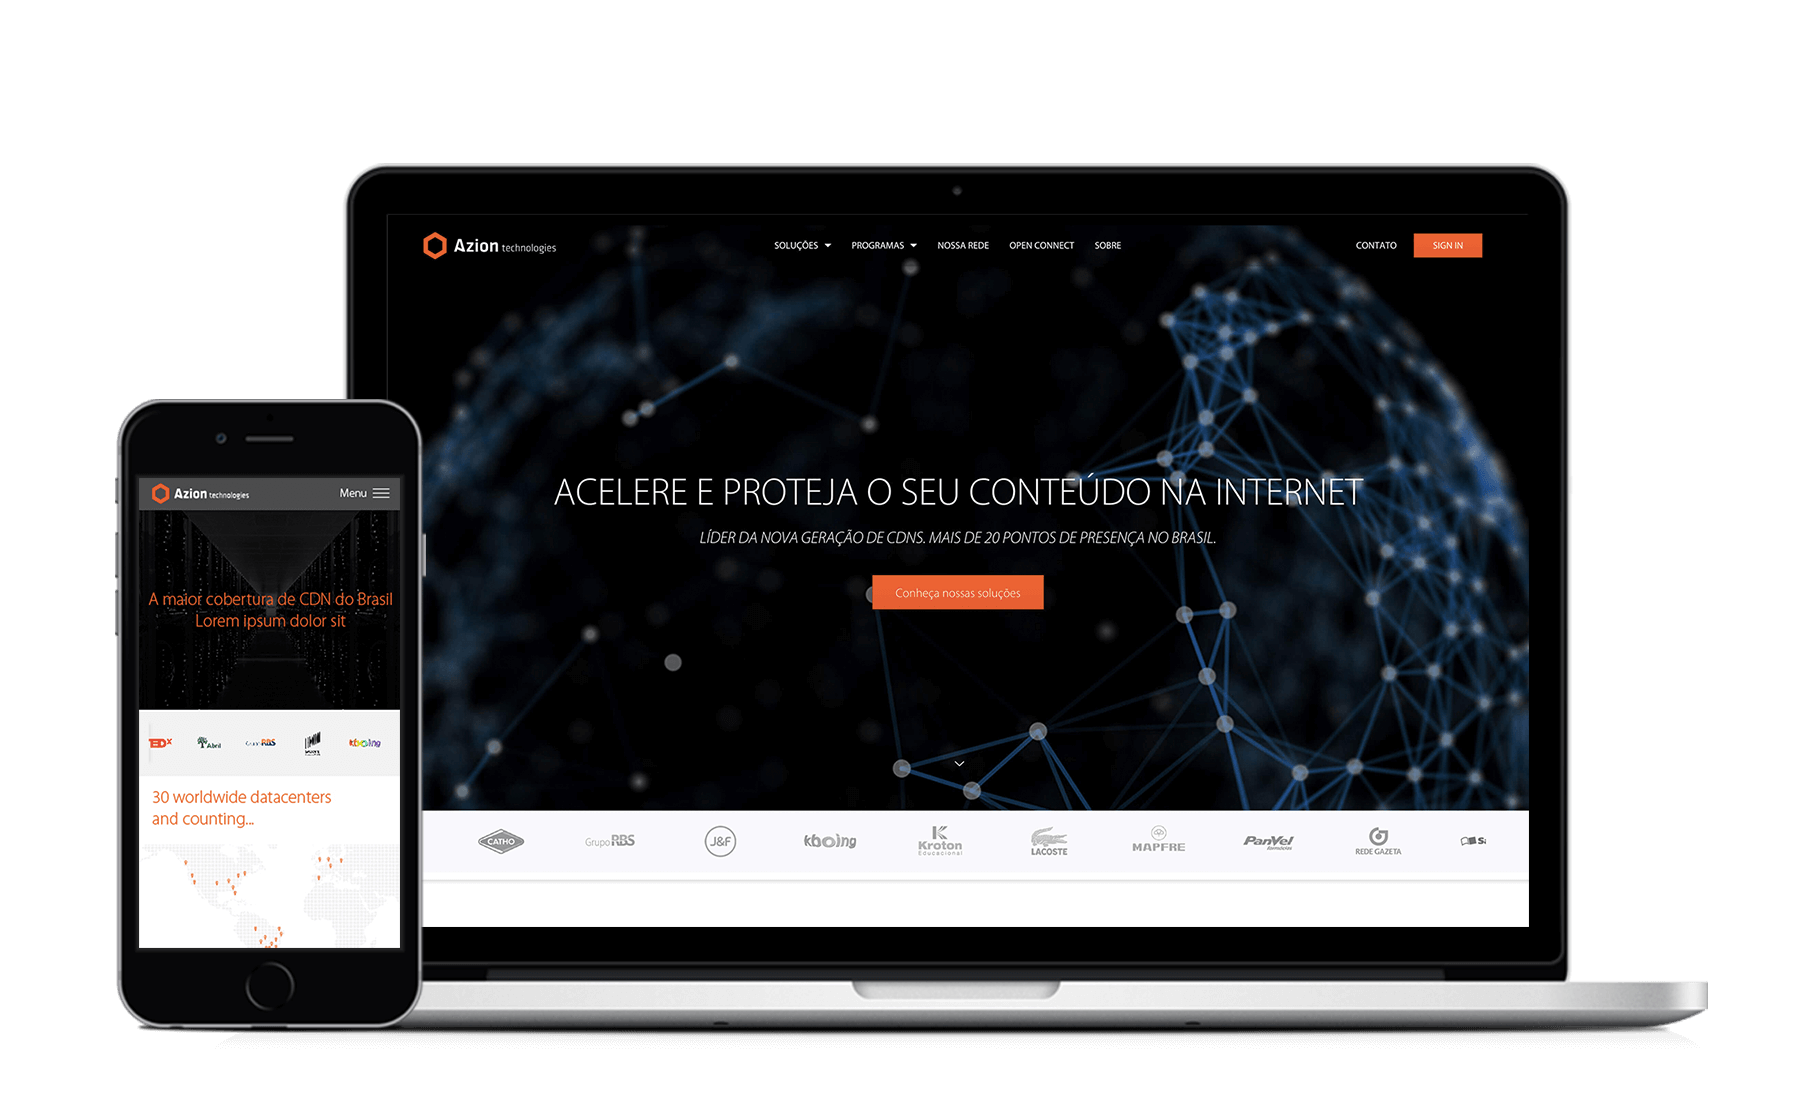 Azion technologies
SOLUÇÕES PROGRAMAS NOSSA REDE OPEN CONNECT SOBRE
CONTATO SIGN IN
ACELERE E PROTEJA O SEU CONTEÚDO NA INTERNET
LÍDER DA NOVA GERAÇÃO DE CDNS. MAIS DE 20 PONTOS DE PRESENÇA NO BRASIL.
Conheça nossas soluções
CATHO
Grupo RBS
J&F
kboing
Kroton
Educacional
LACOSTE
MAPFRE
PanVel
REDE GAZETA
Azion technologies
Menu
A maior cobertura de CDN do Brasil
Lorem ipsum dolor sit
TEDx
Abril
RBS
kboing
30 worldwide datacenters
and counting...